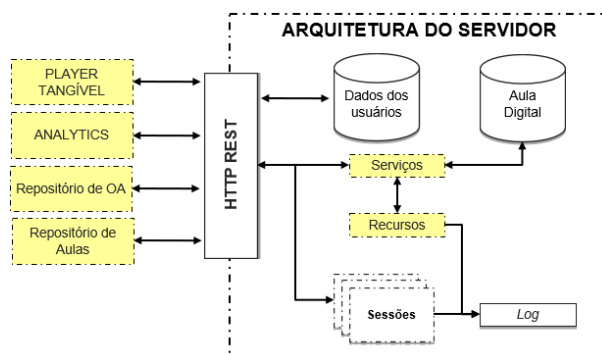 ARQUITETURA DO SERVIDOR
PLAYER
TANGÍVEL
ANALYTICS
Repositório de OA
Repositório de
Aulas
HTTP REST
Dados dos
usuários
Aula
Digital
Serviços
Recursos
Sessões
Log